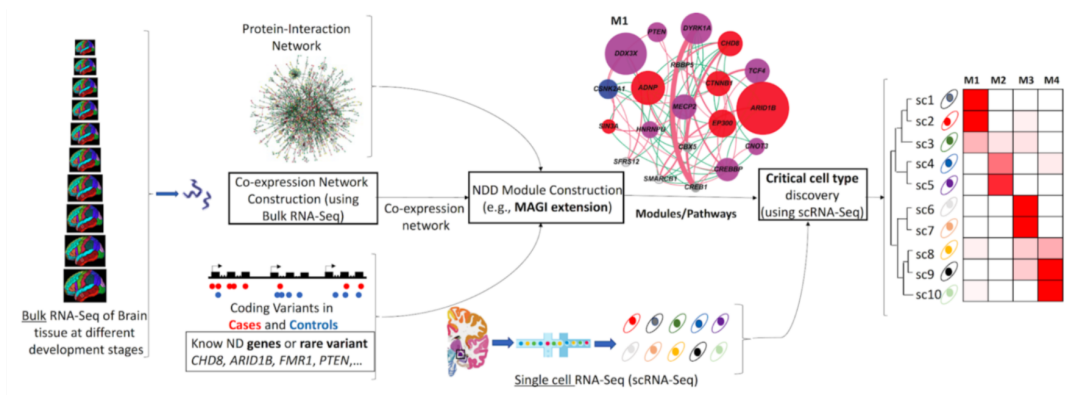 Protein-Interaction
Network
Bulk RNA-Seq of Brain
tissue at different
development stages
Co-expression Network
Construction (using
Bulk RNA-Seq)
Co-expression
network
Coding Variants in
Cases and Controls
Know ND genes or rare variant
CHD8, ARID1B, FMR1, PTEN,...
NDD Module Construction
(e.g., MAGI extension)
M1
PTEN
DYRK1A
DDX3X
CHD8
RBBP5
TCF4
CSNK2A1
ADNP
CTNNB1
MECP2
ARID1B
SIN3A
HNRNPU
EP300
CBX5
CNOT3
SFRS12
CREBBP
SMARCB1
CREB1
Modules/Pathways
Single cell RNA-Seq (scRNA-Seq)
Critical cell type
discovery
(using scRNA-Seq)
M1 M2 M3 M4
sc1
sc2
sc3
sc4
sc5
sc6
sc7
sc8
sc9
sc10